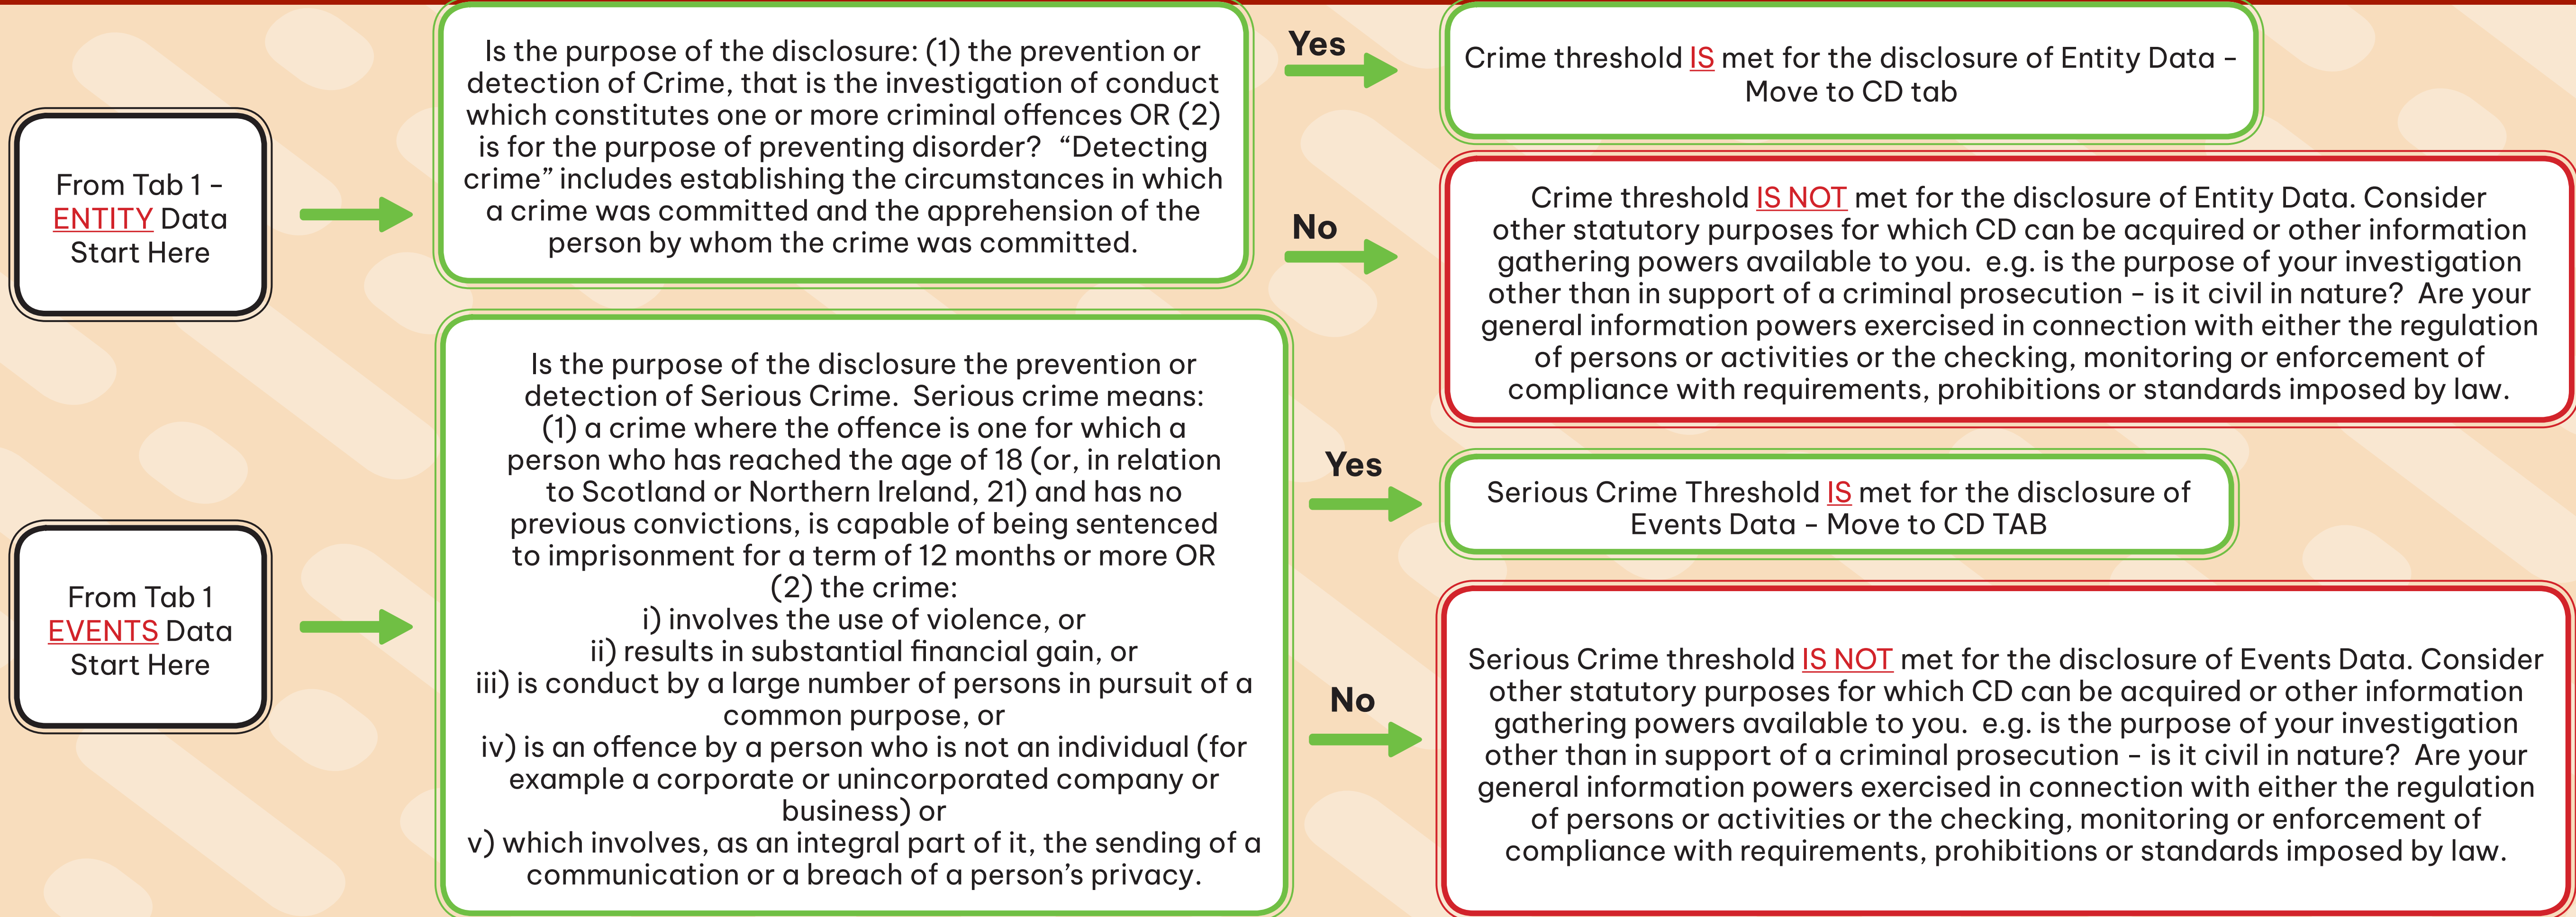 From Tab 1 –
ENTITY Data
Start Here
Is the purpose of the disclosure: (1) the prevention or
detection of Crime, that is the investigation of conduct
which constitutes one or more criminal offences OR (2)
is for the purpose of preventing disorder? “Detecting
crime” includes establishing the circumstances in which
a crime was committed and the apprehension of the
person by whom the crime was committed.
Yes
Crime threshold IS met for the disclosure of Entity Data –
Move to CD tab
No
Crime threshold IS NOT met for the disclosure of Entity Data. Consider
other statutory purposes for which CD can be acquired or other information
gathering powers available to you. e.g. is the purpose of your investigation
other than in support of a criminal prosecution – is it civil in nature? Are your
general information powers exercised in connection with either the regulation
of persons or activities or the checking, monitoring or enforcement of
compliance with requirements, prohibitions or standards imposed by law.
From Tab 1
EVENTS Data
Start Here
Is the purpose of the disclosure the prevention or
detection of Serious Crime. Serious crime means:
(1) a crime where the offence is one for which a
person who has reached the age of 18 (or, in relation
to Scotland or Northern Ireland, 21) and has no
previous convictions, is capable of being sentenced
to imprisonment for a term of 12 months or more OR
(2) the crime:
i) involves the use of violence, or
ii) results in substantial financial gain, or
iii) is conduct by a large number of persons in pursuit of a
common purpose, or
iv) is an offence by a person who is not an individual (for
example a corporate or unincorporated company or
business) or
v) which involves, as an integral part of it, the sending of a
communication or a breach of a person’s privacy.
Yes
Serious Crime Threshold IS met for the disclosure of
Events Data – Move to CD TAB
No
Serious Crime threshold IS NOT met for the disclosure of Events Data. Consider
other statutory purposes for which CD can be acquired or other information
gathering powers available to you. e.g. is the purpose of your investigation
other than in support of a criminal prosecution – is it civil in nature? Are your
general information powers exercised in connection with either the regulation
of persons or activities or the checking, monitoring or enforcement of
compliance with requirements, prohibitions or standards imposed by law.